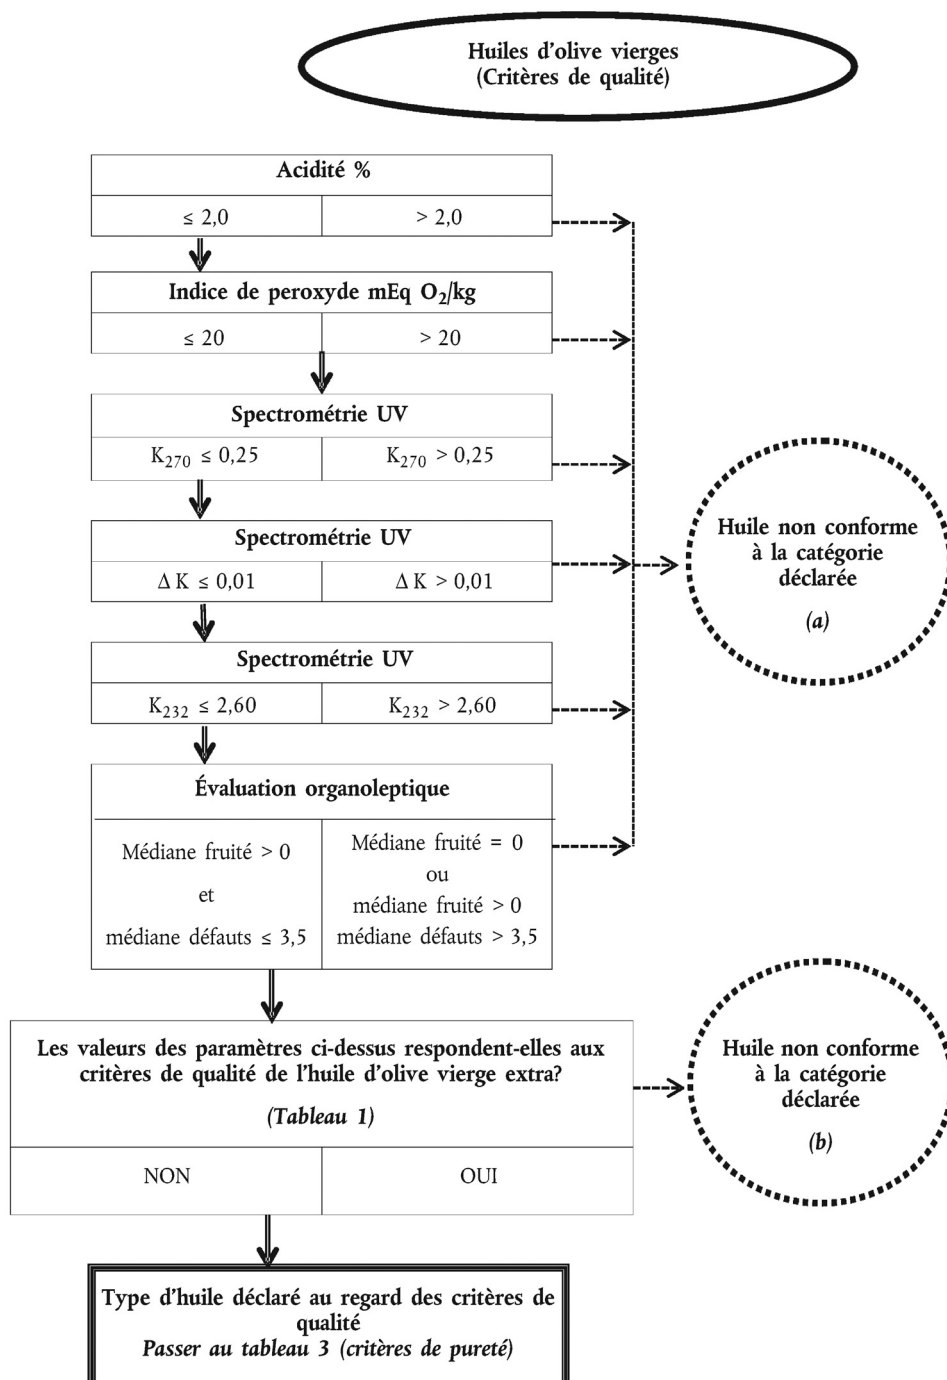 Huiles d'olive vierges
(Critères de qualité)
Acidité %
≤ 2,0
> 2,0
Indice de peroxyde mEq O₂/kg
≤ 20
> 20
Spectrométrie UV
K₂₇₀ ≤ 0,25
K₂₇₀ > 0,25
Spectrométrie UV
Δ K ≤ 0,01
Δ K > 0,01
Spectrométrie UV
K₂₃₂ ≤ 2,60
K₂₃₂ > 2,60
Huile non conforme
à la catégorie
déclarée
(a)
Évaluation organoleptique
Médiane fruité > 0
et
médiane défauts ≤ 3,5
Médiane fruité = 0
ou
médiane fruité > 0
médiane défauts > 3,5
Les valeurs des paramètres ci-dessus respondent-elles aux
critères de qualité de l'huile d'olive vierge extra?
(Tableau 1)
NON
OUI
Huile non conforme
à la catégorie
déclarée
(b)
Type d'huile déclaré au regard des critères de
qualité
Passer au tableau 3 (critères de pureté)